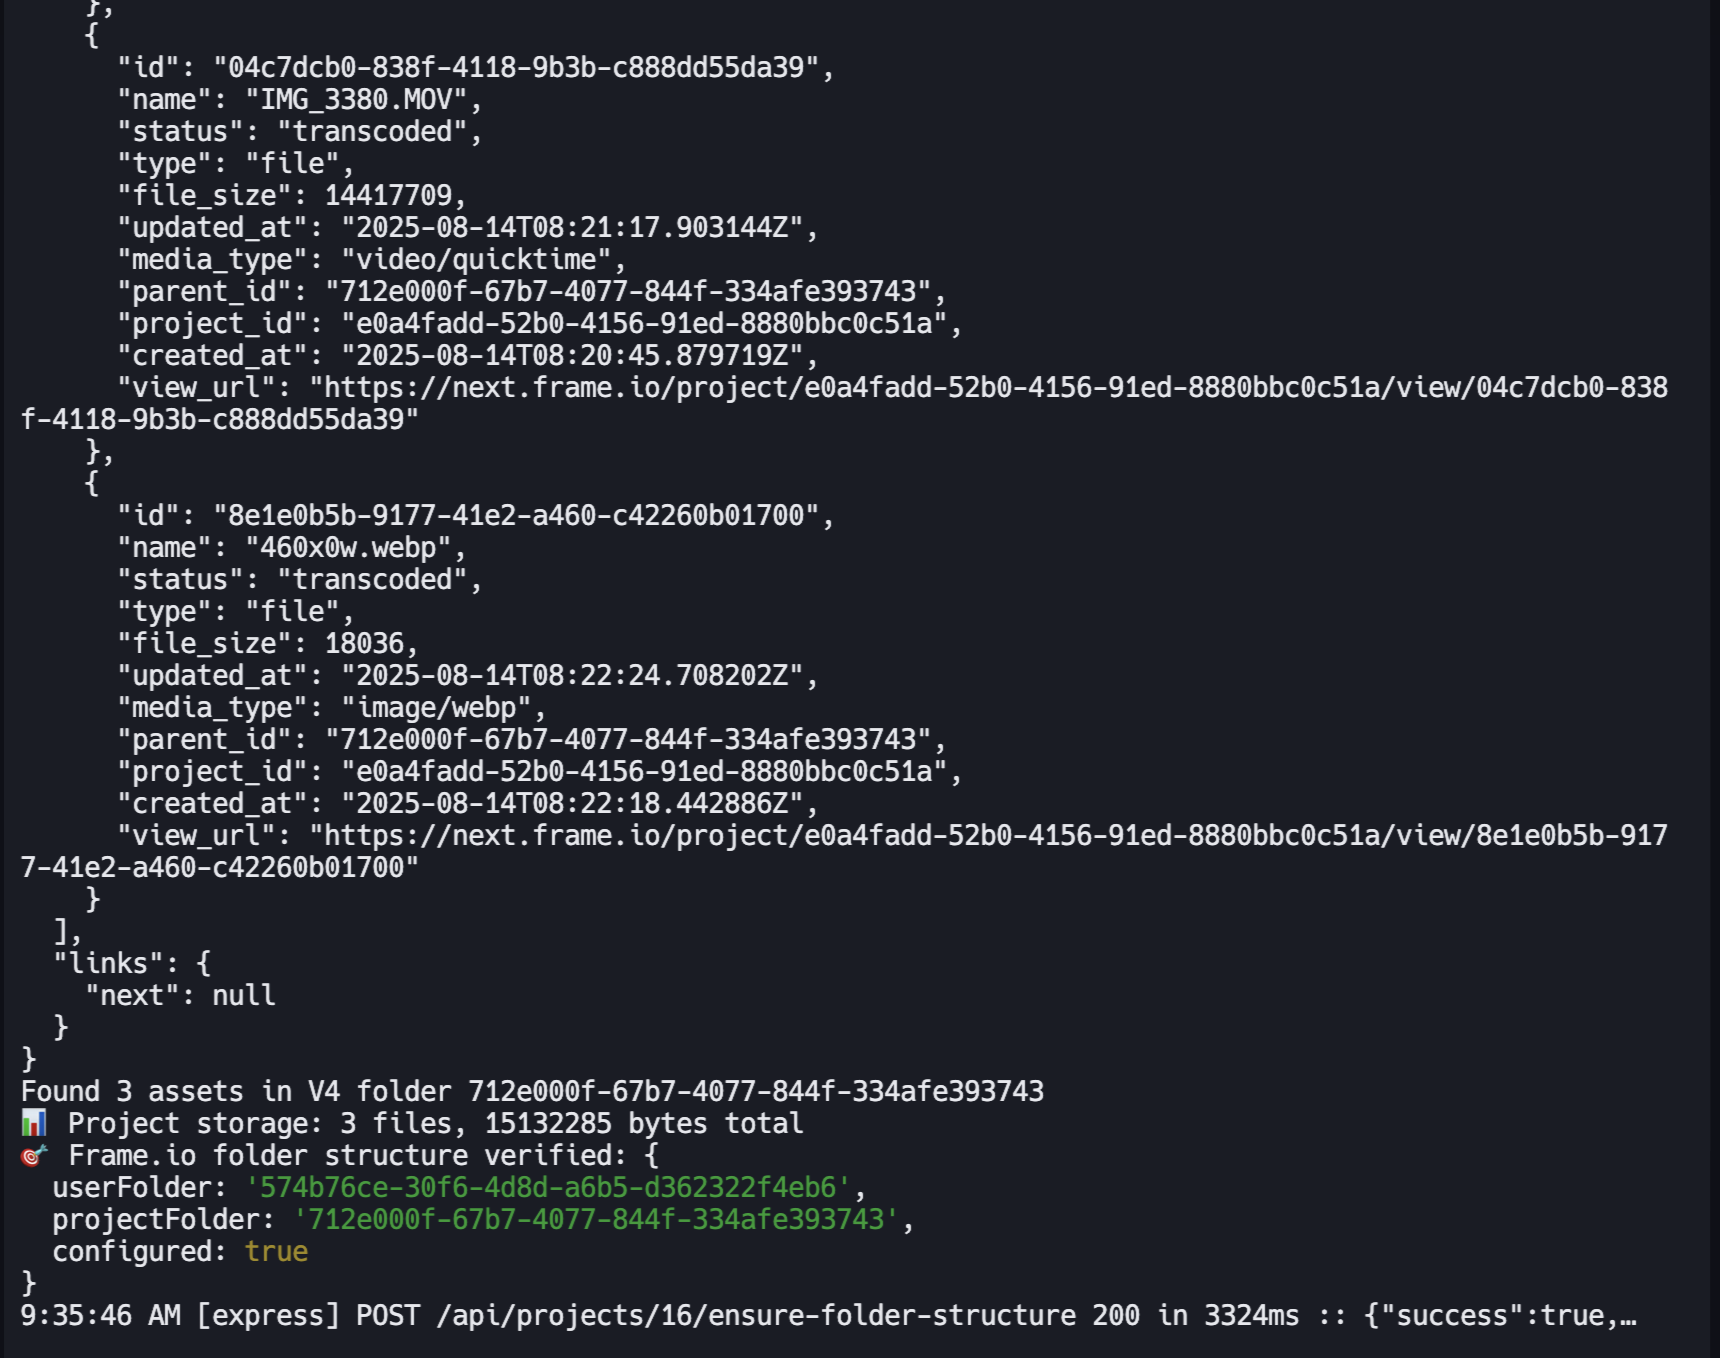 },
    {
      "id": "04c7dcb0-838f-4118-9b3b-c888dd55da39",
      "name": "IMG_3380.MOV",
      "status": "transcoded",
      "type": "file",
      "file_size": 14417709,
      "updated_at": "2025-08-14T08:21:17.903144Z",
      "media_type": "video/quicktime",
      "parent_id": "712e000f-67b7-4077-844f-334afe393743",
      "project_id": "e0a4fadd-52b0-4156-91ed-8880bbc0c51a",
      "created_at": "2025-08-14T08:20:45.879719Z",
      "view_url": "https://next.frame.io/project/e0a4fadd-52b0-4156-91ed-8880bbc0c51a/view/04c7dcb0-838
f-4118-9b3b-c888dd55da39"
    },
    {
      "id": "8e1e0b5b-9177-41e2-a460-c42260b01700",
      "name": "460x0w.webp",
      "status": "transcoded",
      "type": "file",
      "file_size": 18036,
      "updated_at": "2025-08-14T08:22:24.708202Z",
      "media_type": "image/webp",
      "parent_id": "712e000f-67b7-4077-844f-334afe393743",
      "project_id": "e0a4fadd-52b0-4156-91ed-8880bbc0c51a",
      "created_at": "2025-08-14T08:22:18.442886Z",
      "view_url": "https://next.frame.io/project/e0a4fadd-52b0-4156-91ed-8880bbc0c51a/view/8e1e0b5b-917
7-41e2-a460-c42260b01700"
    }
  ],
  "links": {
    "next": null
  }
}
Found 3 assets in V4 folder 712e000f-67b7-4077-844f-334afe393743
📊 Project storage: 3 files, 15132285 bytes total
🎯 Frame.io folder structure verified: {
  userFolder: '574b76ce-30f6-4d8d-a6b5-d362322f4eb6',
  projectFolder: '712e000f-67b7-4077-844f-334afe393743',
  configured: true
}
9:35:46 AM [express] POST /api/projects/16/ensure-folder-structure 200 in 3324ms :: {"success":true,…